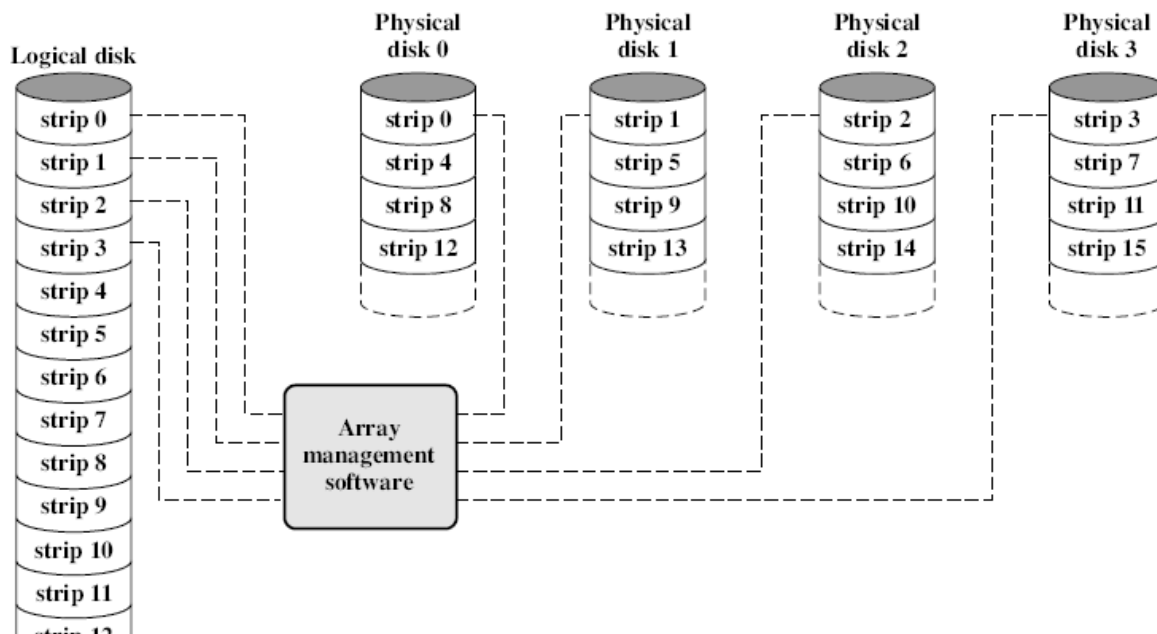 Logical disk
strip 0
strip 1
strip 2
strip 3
strip 4
strip 5
strip 6
strip 7
strip 8
strip 9
strip 10
strip 11
strip 12
Physical
disk 0
strip 0
strip 4
strip 8
strip 12
Physical
disk 1
strip 1
strip 5
strip 9
strip 13
Physical
disk 2
strip 2
strip 6
strip 10
strip 14
Physical
disk 3
strip 3
strip 7
strip 11
strip 15
Array
management
software